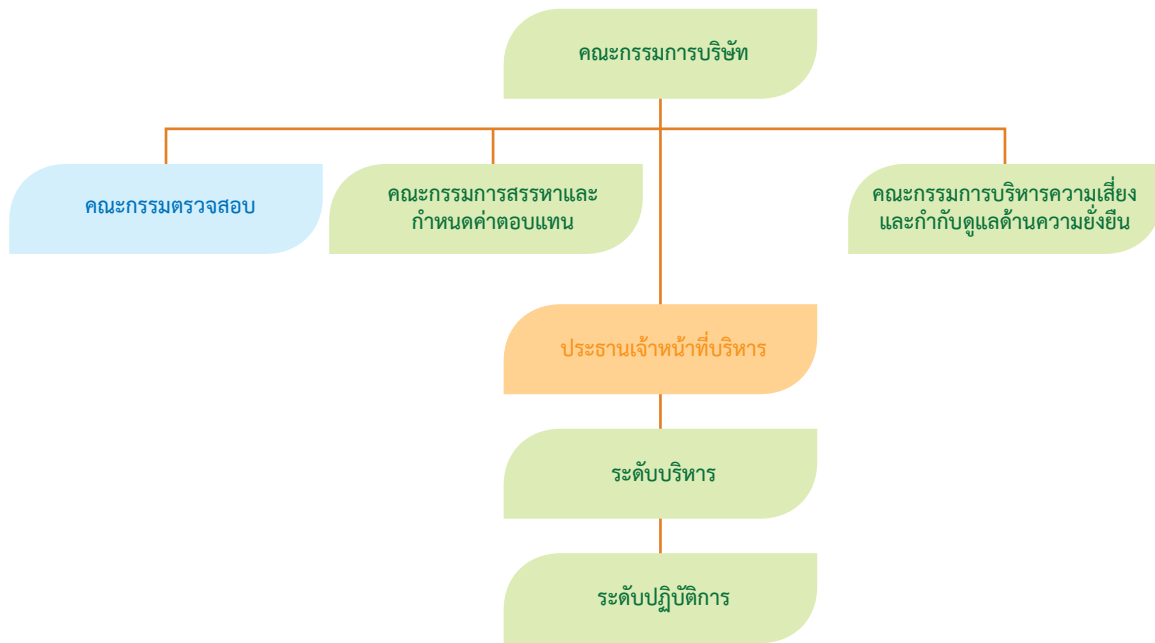 คณะกรรมการบริษัท
คณะกรรมตรวจสอบ
คณะกรรมการสรรหาและ
กำหนดค่าตอบแทน
คณะกรรมการบริหารความเสี่ยง
และกำกับดูแลด้านความยั่งยืน
ประธานเจ้าหน้าที่บริหาร
ระดับบริหาร
ระดับปฏิบัติการ